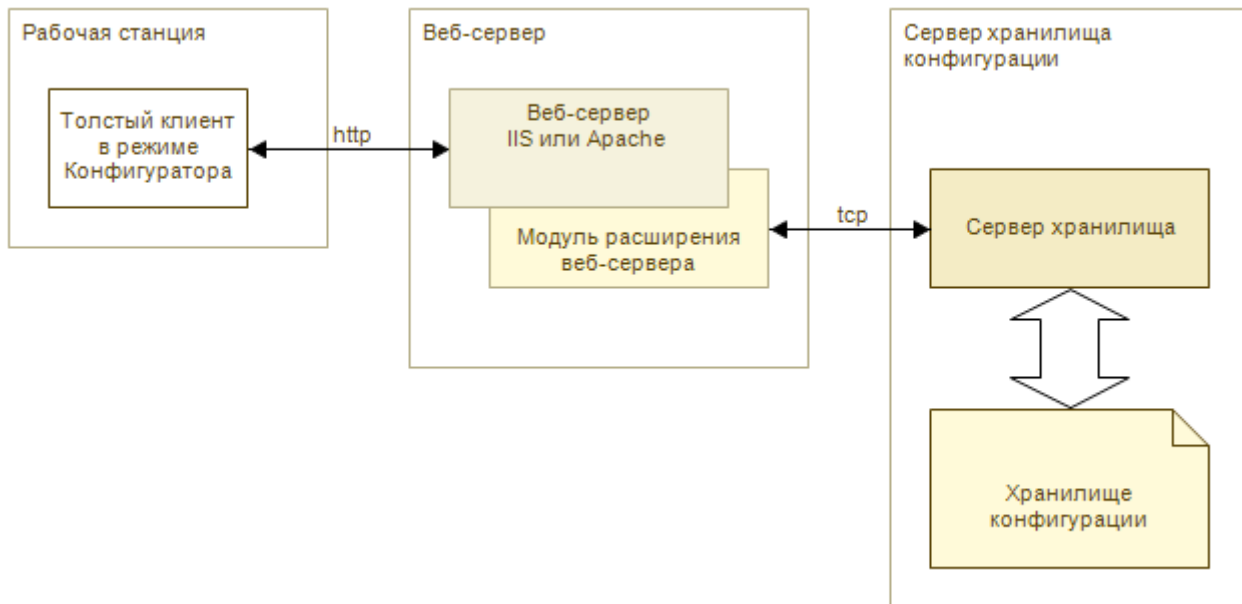 Рабочая станция
Толстый клиент
в режиме
Конфигуратора
http
Веб-сервер
Веб-сервер
IIS или Apache
Модуль расширения
веб-сервера
tcp
Сервер хранилища
конфигурации
Сервер хранилища
Хранилище
конфигурации